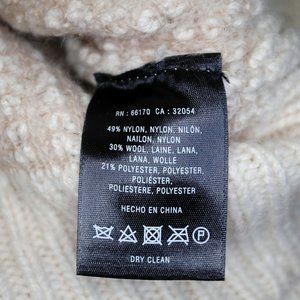 RN : 66170 CA : 32054
49% NYLON, NYLON, NILÓN,
NAILON, NYLON
30% WOOL, LAINE, LANA,
LANA, WOLLE
21% POLYESTER, POLYESTER,
POLIÉSTER,
POLIESTERE, POLYESTER
HECHO EN CHINA
P
DRY CLEAN